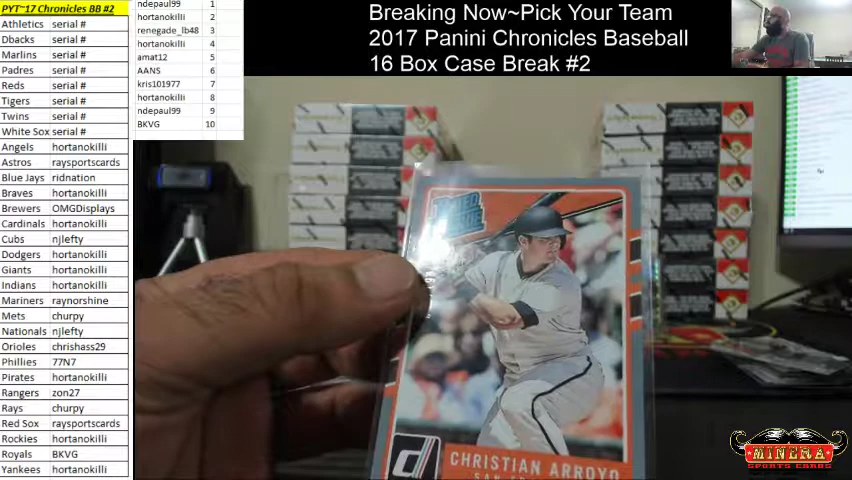 PYT~17 Chronicles BB #2
Athletics serial #
Dbacks serial #
Marlins serial #
Padres serial #
Reds serial #
Tigers serial #
Twins serial #
White Sox serial #
Angels hortanokilli
Astros raysportscards
Blue Jays ridnation
Braves hortanokilli
Brewers OMGDisplays
Cardinals hortanokilli
Cubs njlefty
Dodgers hortanokilli
Giants hortanokilli
Indians hortanokilli
Mariners raynorshine
Mets churpy
Nationals njlefty
Orioles chrishass29
Phillies 77N7
Pirates hortanokilli
Rangers zon27
Rays churpy
Red Sox raysportscards
Rockies hortanokilli
Royals BKVG
Yankees hortanokilli
ndepaul99 1
hortanokilli 2
renegade_lb48 3
hortanokilli 4
amat12 5
AANS 6
kris101977 7
hortanokilli 8
ndepaul99 9
BKVG 10
Breaking Now~Pick Your Team
2017 Panini Chronicles Baseball
16 Box Case Break #2
RATED
d
CHRISTIAN ARROYO
MINERA
SPORTS CARDS